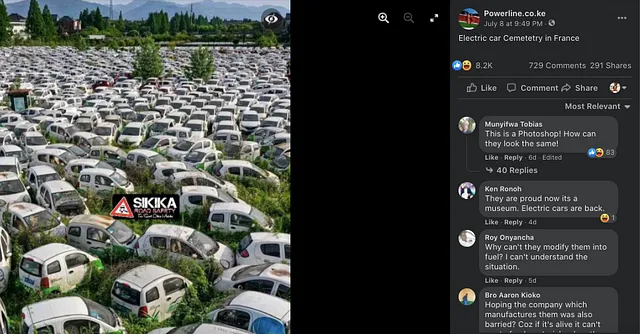 Powerline.co.ke
July 8 at 9:49 PM ·
Electric car Cemetetry in France
8.2K
729 Comments 291 Shares
Like Comment Share
Most Relevant
Munyifwa Tobias
This is a Photoshop! How can
they look the same!
83
Like · Reply · 6d · Edited
40 Replies
Ken Ronoh
They are proud now its a
museum. Electric cars are back.
1
Like · Reply · 4d
Roy Onyancha
Why can't they modify them into
fuel? I can't understand the
situation.
Like · Reply · 5d
Bro Aaron Kioko
Hoping the company which
manufactures them was also
barried? Coz if it's alive it can't
SIKIKA
ROAD SAFETY